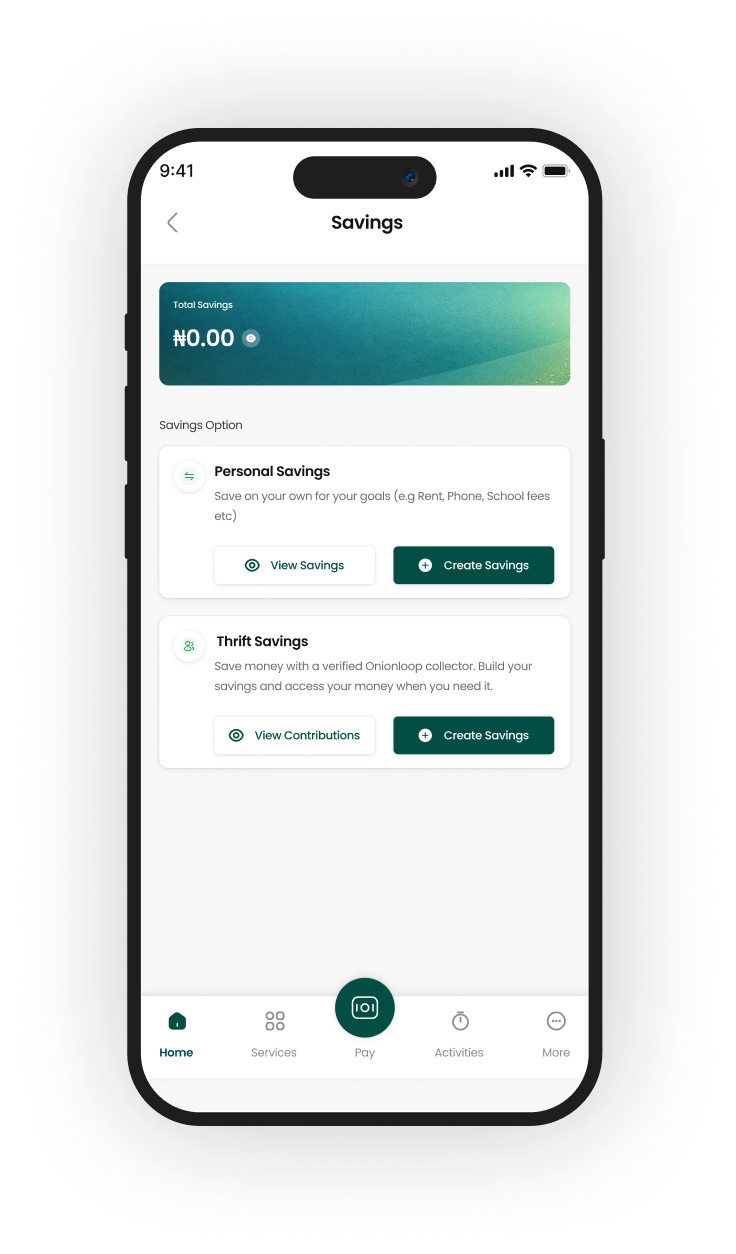 9:41
Savings
Total Savings
₦0.00
Savings Option
Personal Savings
Save on your own for your goals (e.g Rent, Phone, School fees
etc)
View Savings
Create Savings
Thrift Savings
Save money with a verified Onionloop collector. Build your
savings and access your money when you need it.
View Contributions
Create Savings
Home
Services
Pay
Activities
More